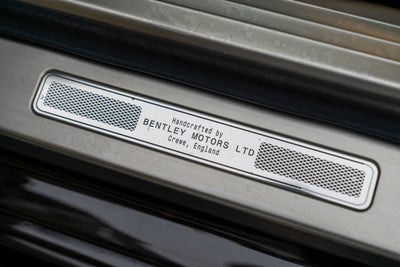 Handcrafted by
BENTLEY MOTORS LTD
Crewe, England